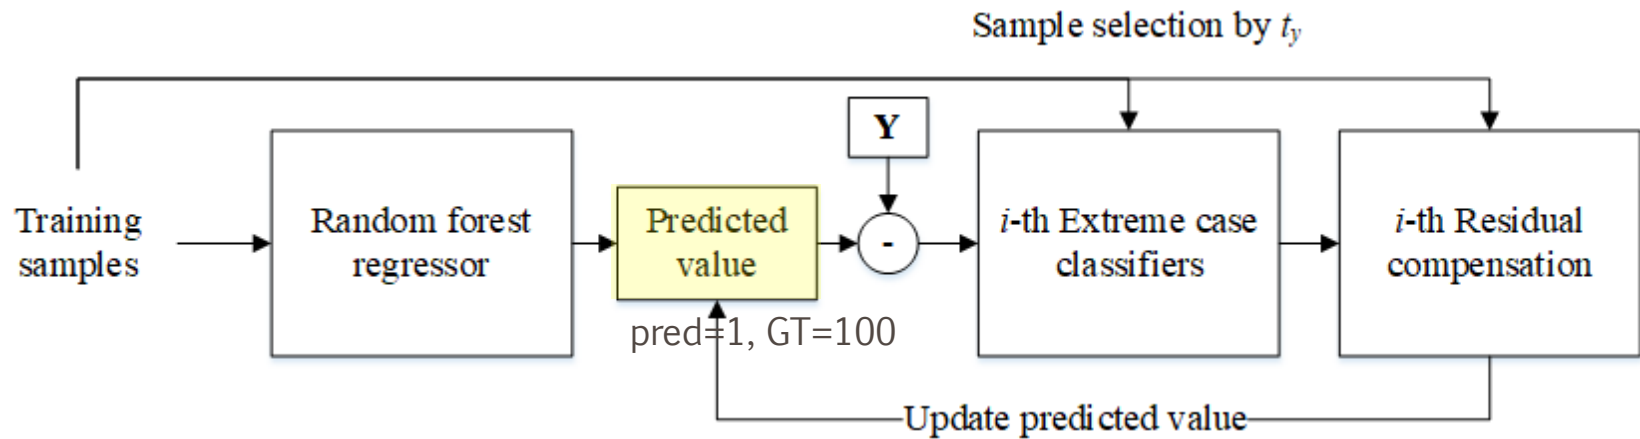 Sample selection by t_y
Y
Training
samples
Random forest
regressor
Predicted
value
-
i-th Extreme case
classifiers
i-th Residual
compensation
pred=1, GT=100
Update predicted value